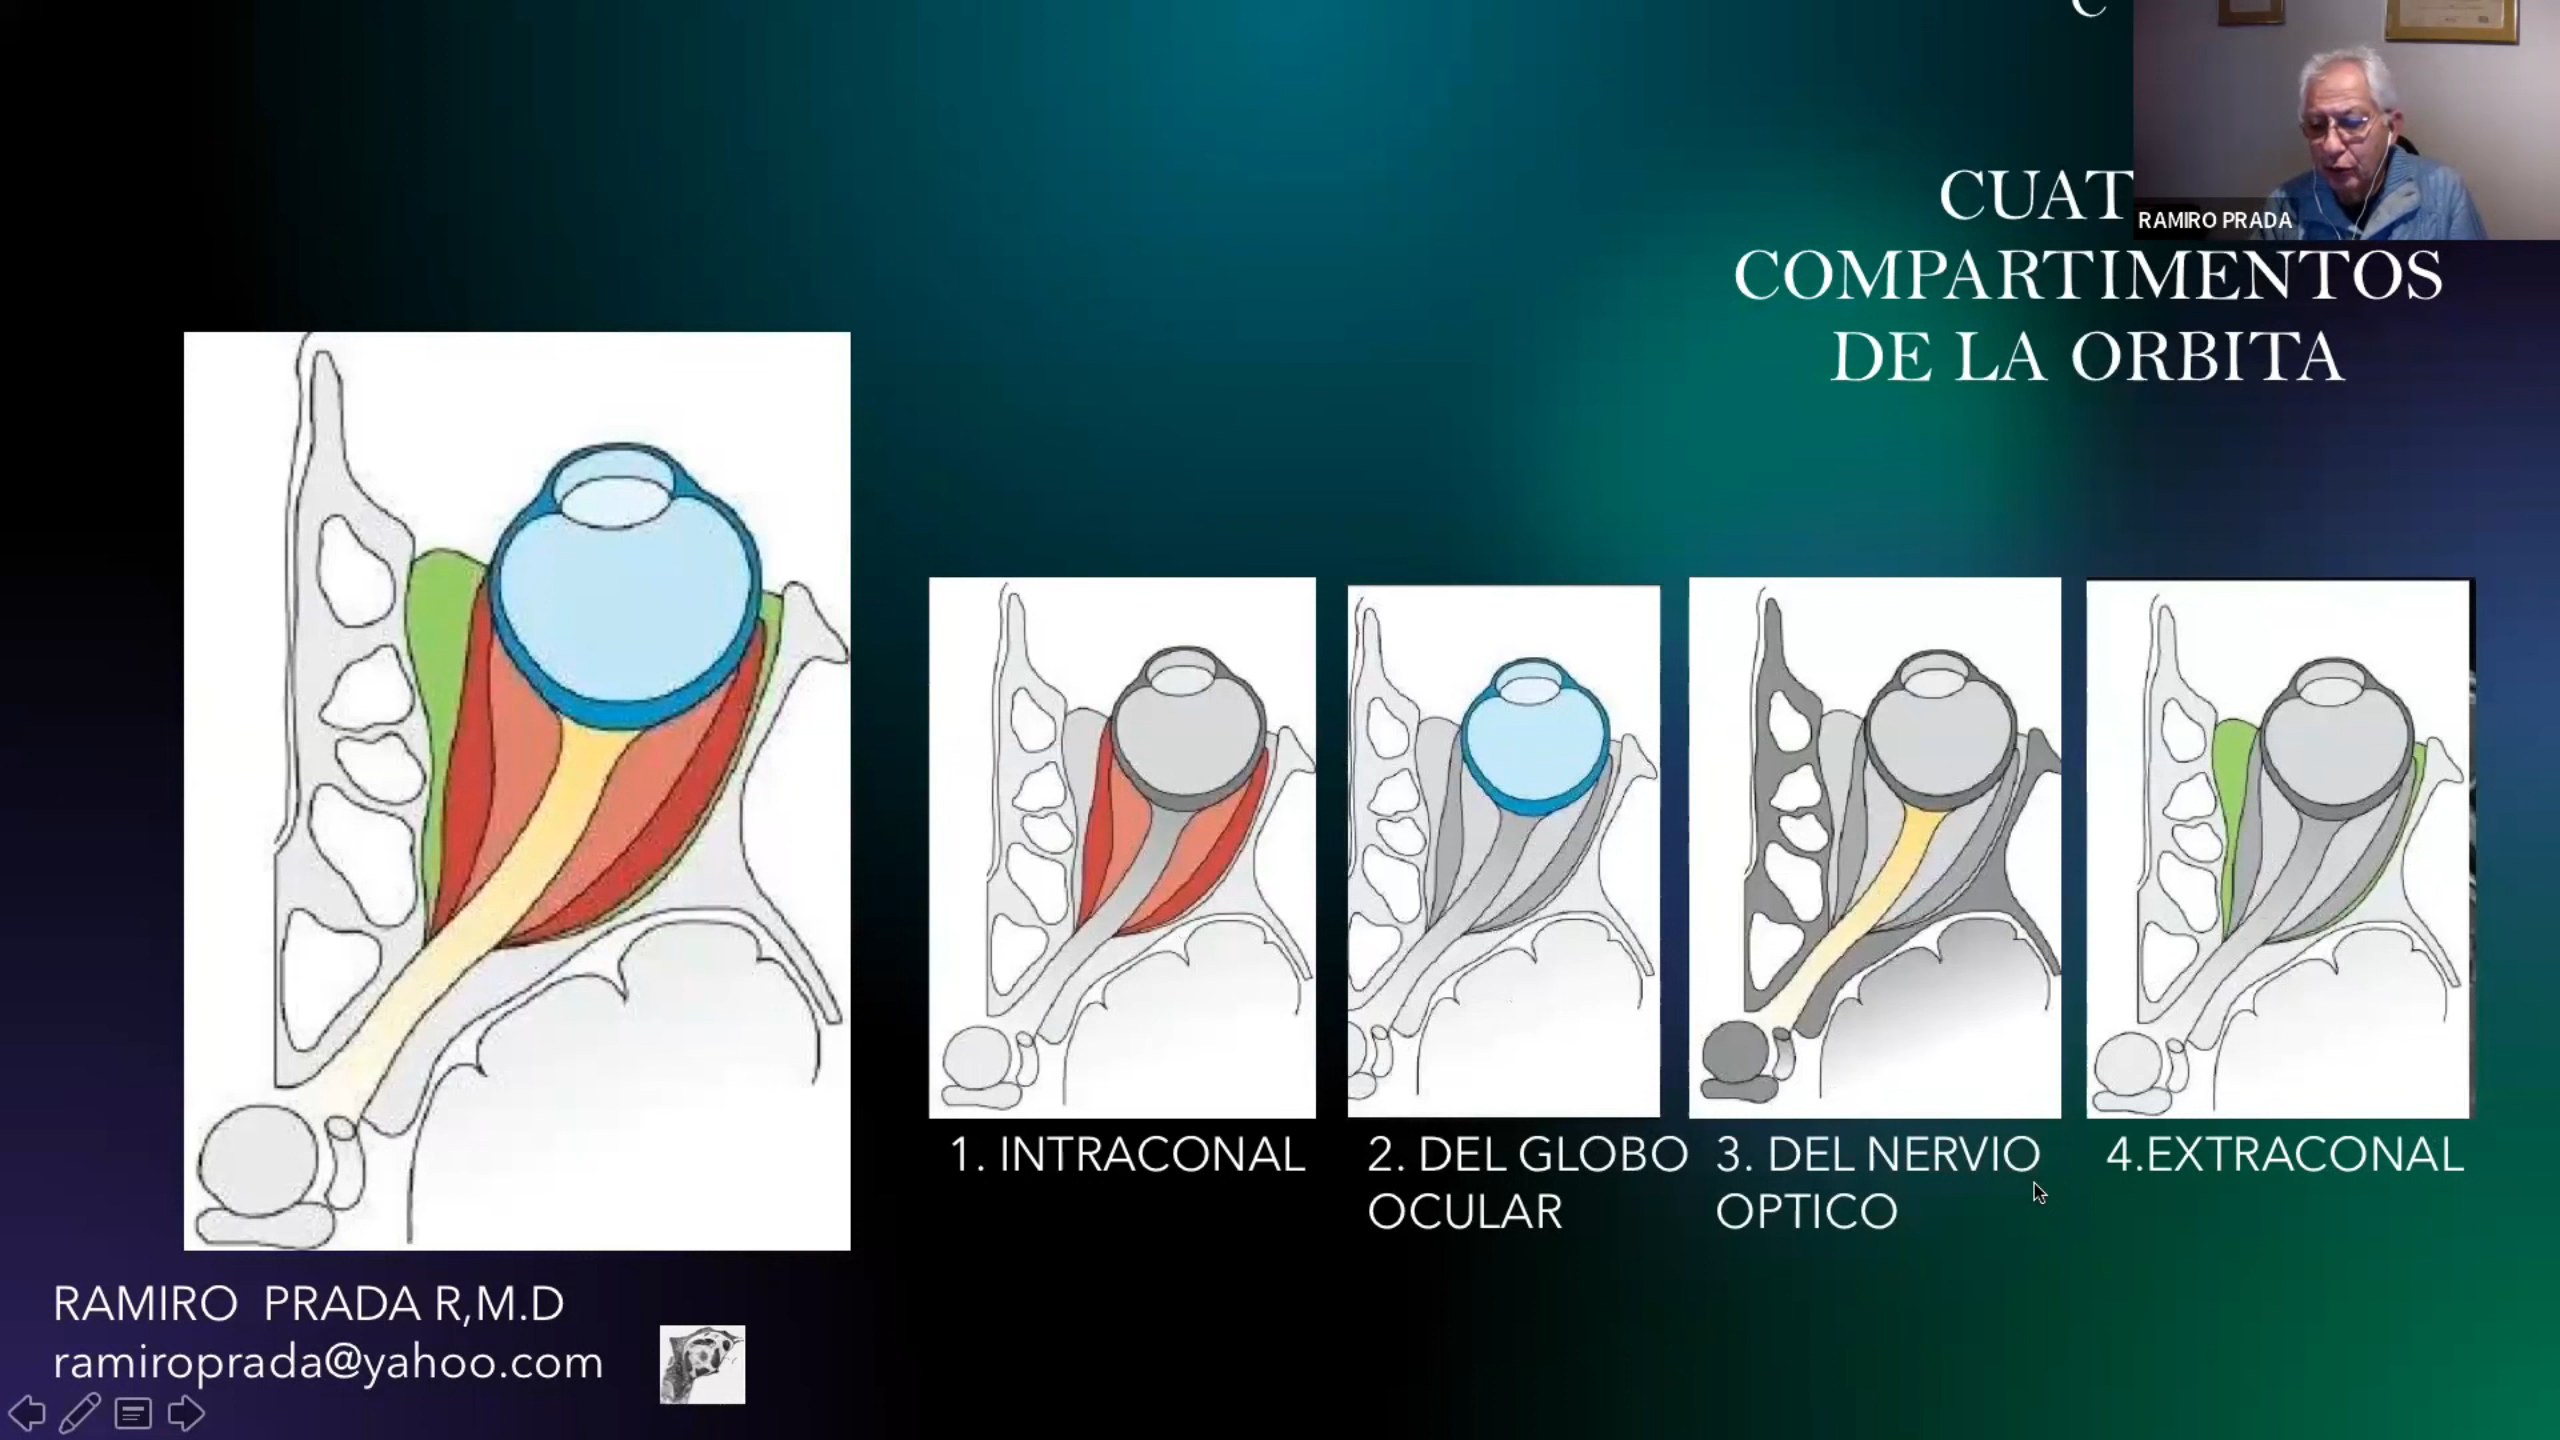 RAMIRO PRADA
CUAT
COMPARTIMENTOS
DE LA ORBITA
1. INTRACONAL
2. DEL GLOBO
OCULAR
3. DEL NERVIO
OPTICO
4.EXTRACONAL
RAMIRO PRADA R,M.D
ramiroprada@yahoo.com